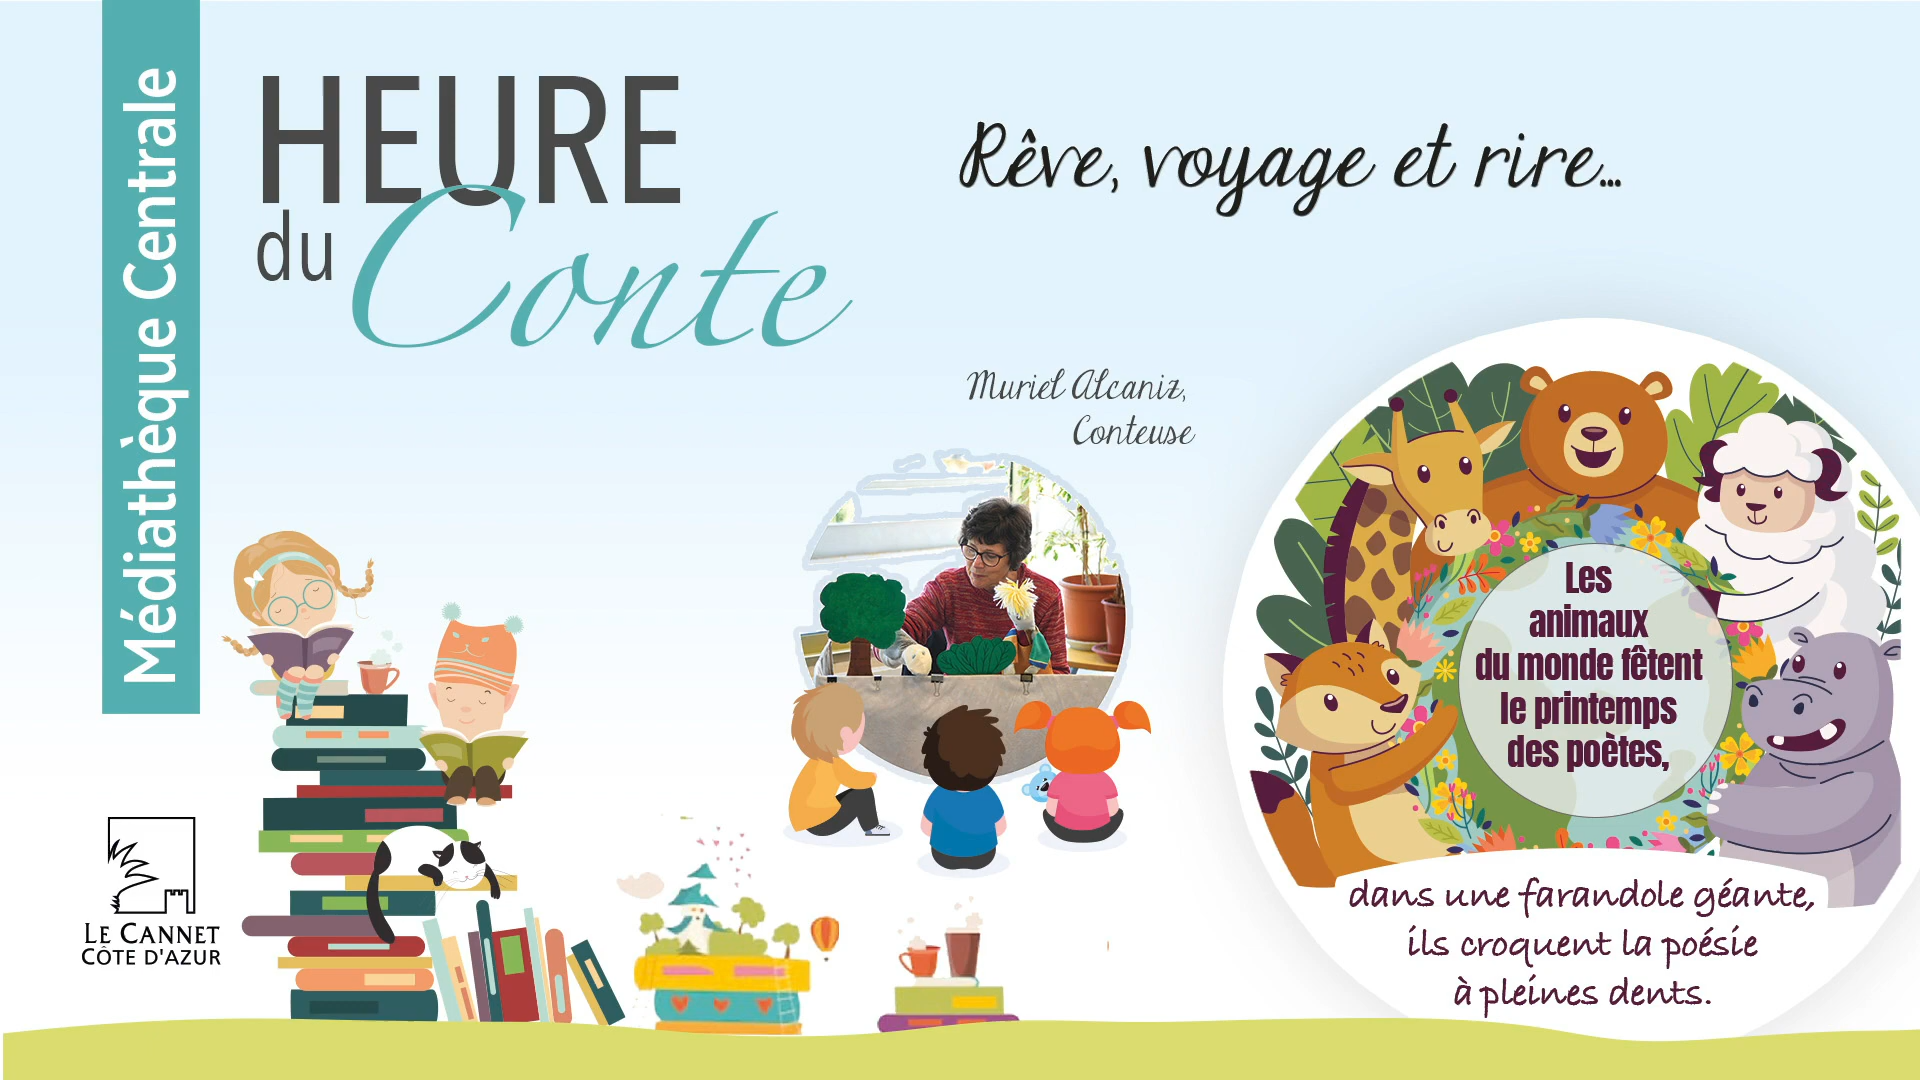 Médiathèque Centrale
HEURE
du Conte
Rêve, voyage et rire...
Muriel Alcaniz,
Conteuse
Les
animaux
du monde fêtent
le printemps
des poètes,
dans une farandole géante,
ils croquent la poésie
à pleines dents.
LE CANNET
CÔTE D'AZUR